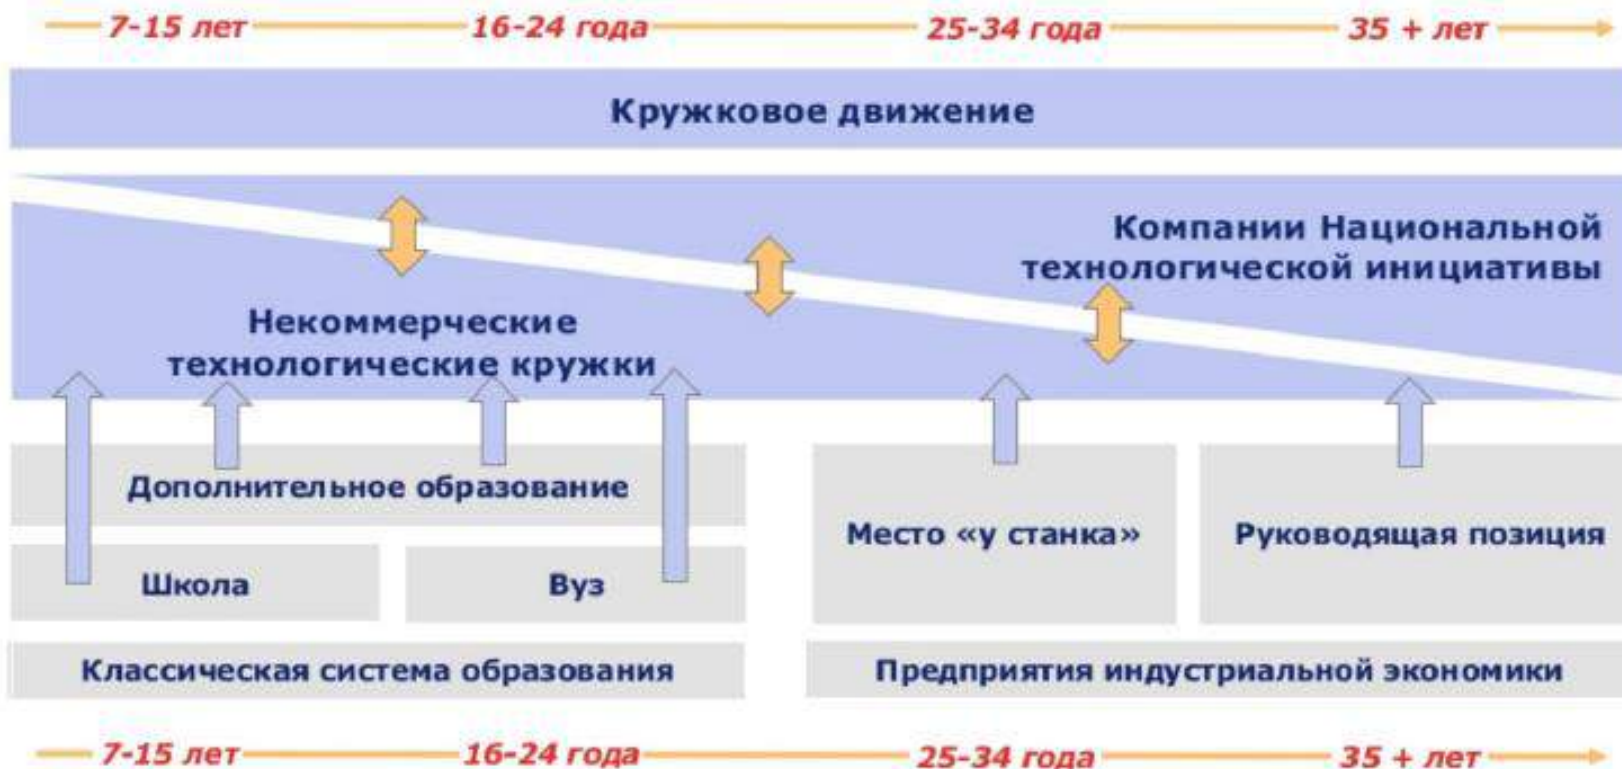 7-15 лет 16-24 года 25-34 года 35 + лет
Кружковое движение
Компании Национальной
технологической инициативы
Некоммерческие
технологические кружки
Дополнительное образование
Место «у станка»
Руководящая позиция
Школа
Вуз
Классическая система образования
Предприятия индустриальной экономики
7-15 лет 16-24 года 25-34 года 35 + лет